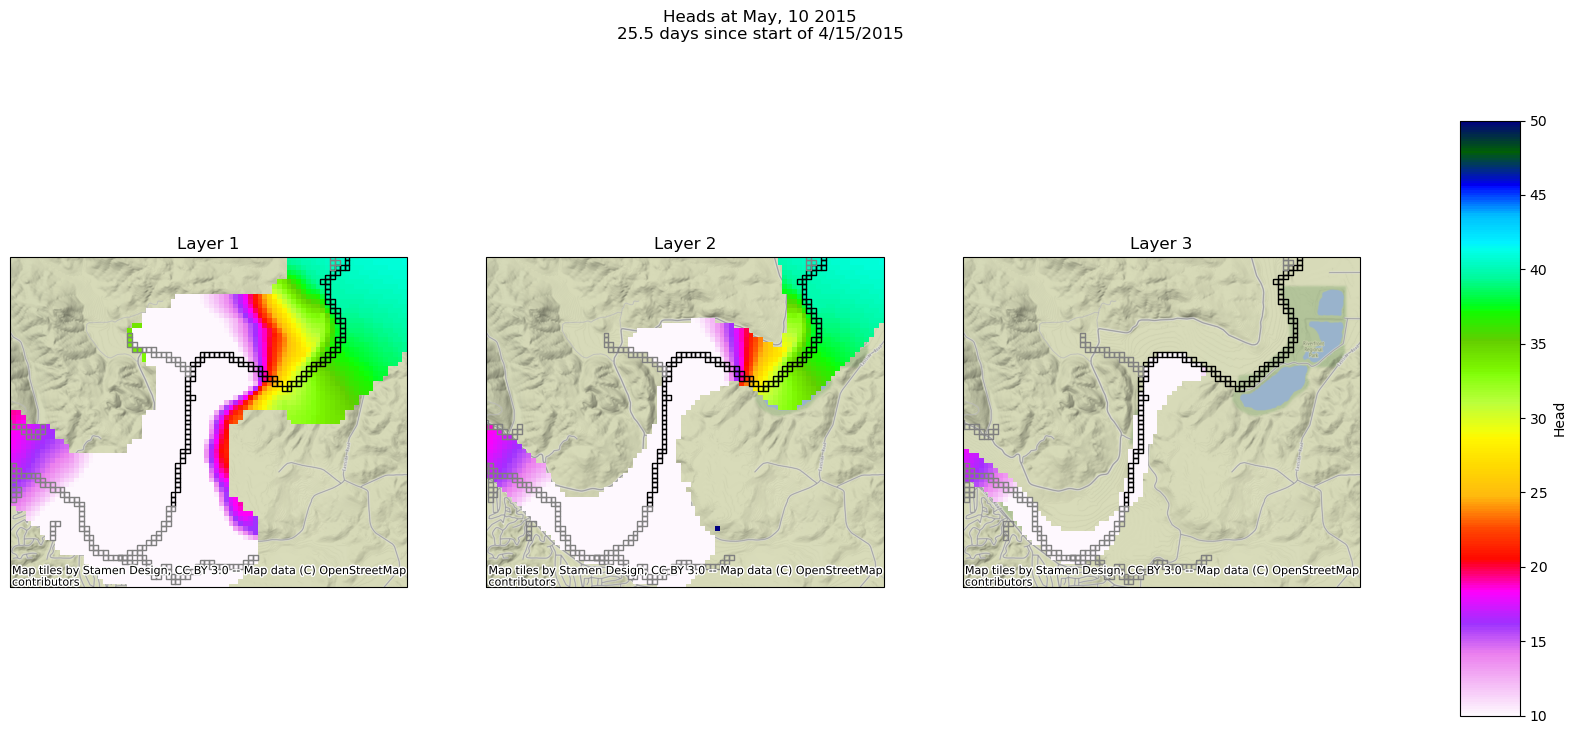 Heads at May, 10 2015
25.5 days since start of 4/15/2015
Layer 1
Layer 2
Layer 3
Map tiles by Stamen Design, CC BY 3.0 -- Map data (C) OpenStreetMap
contributors
Map tiles by Stamen Design, CC BY 3.0 -- Map data (C) OpenStreetMap
contributors
Map tiles by Stamen Design, CC BY 3.0 -- Map data (C) OpenStreetMap
contributors
50
45
40
35
30
25
20
15
10
Head